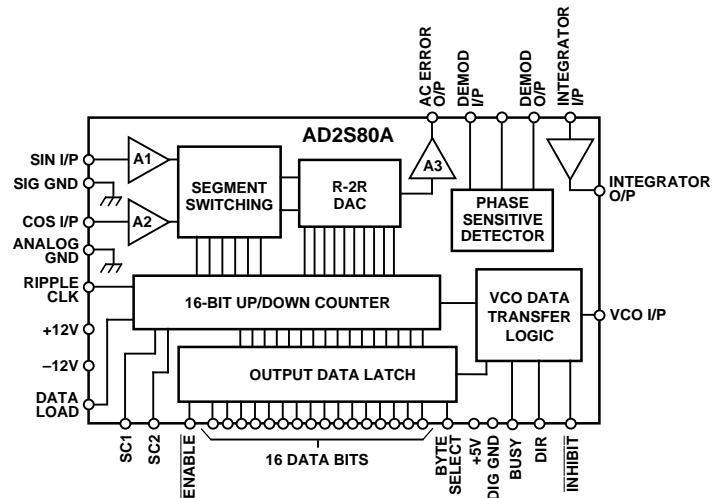 AC ERROR O/P
DEMOD I/P
DEMOD O/P
INTEGRATOR I/P
AD2S80A
SIN I/P
SIG GND
COS I/P
ANALOG GND
RIPPLE CLK
+12V
–12V
DATA LOAD
A1
A2
SEGMENT SWITCHING
R-2R DAC
A3
PHASE SENSITIVE DETECTOR
INTEGRATOR O/P
16-BIT UP/DOWN COUNTER
VCO DATA TRANSFER LOGIC
VCO I/P
OUTPUT DATA LATCH
SC1
SC2
ENABLE
16 DATA BITS
BYTE SELECT
+5V
DIG GND
BUSY
DIR
INHIBIT